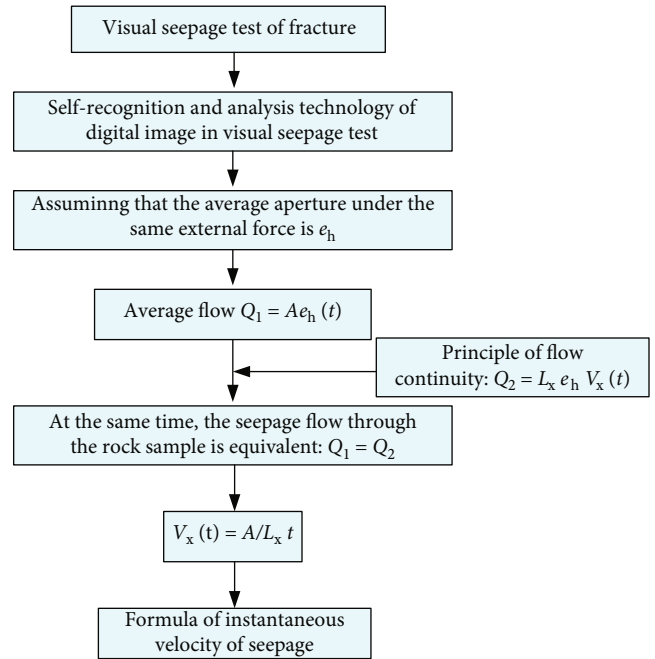 Visual seepage test of fracture
Self-recognition and analysis technology of
digital image in visual seepage test
Assuminng that the average aperture under the
same external force is eₕ
Average flow Q₁ = Aeₕ (t)
Principle of flow
continuity: Q₂ = Lₓ eₕ Vₓ (t)
At the same time, the seepage flow through
the rock sample is equivalent: Q₁ = Q₂
Vₓ (t) = A/Lₓ t
Formula of instantaneous
velocity of seepage